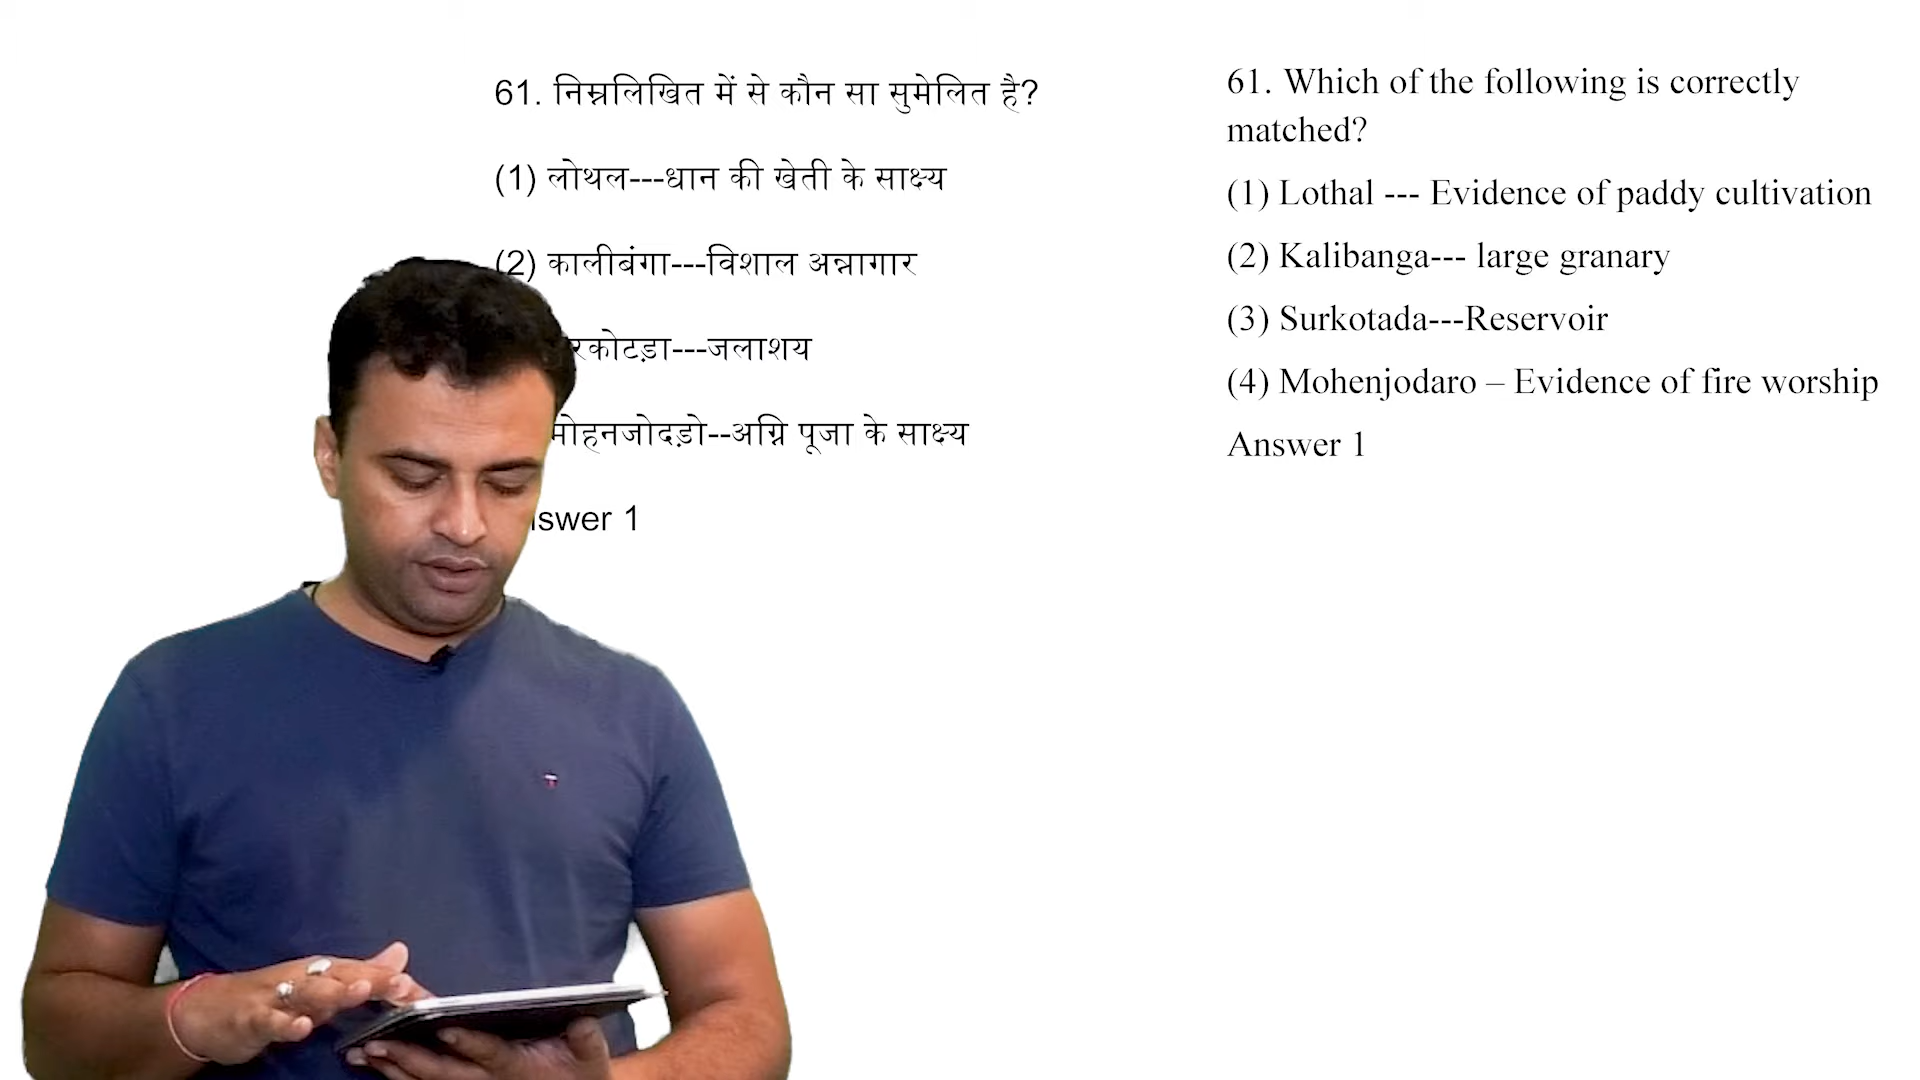 61. निम्नलिखित में से कौन सा सुमेलित है?
(1) लोथल---धान की खेती के साक्ष्य
(2) कालीबंगा---विशाल अन्नागार
रकोटड़ा---जलाशय
मोहनजोदड़ो--अग्नि पूजा के साक्ष्य
swer 1
61. Which of the following is correctly
matched?
(1) Lothal --- Evidence of paddy cultivation
(2) Kalibanga--- large granary
(3) Surkotada---Reservoir
(4) Mohenjodaro – Evidence of fire worship
Answer 1